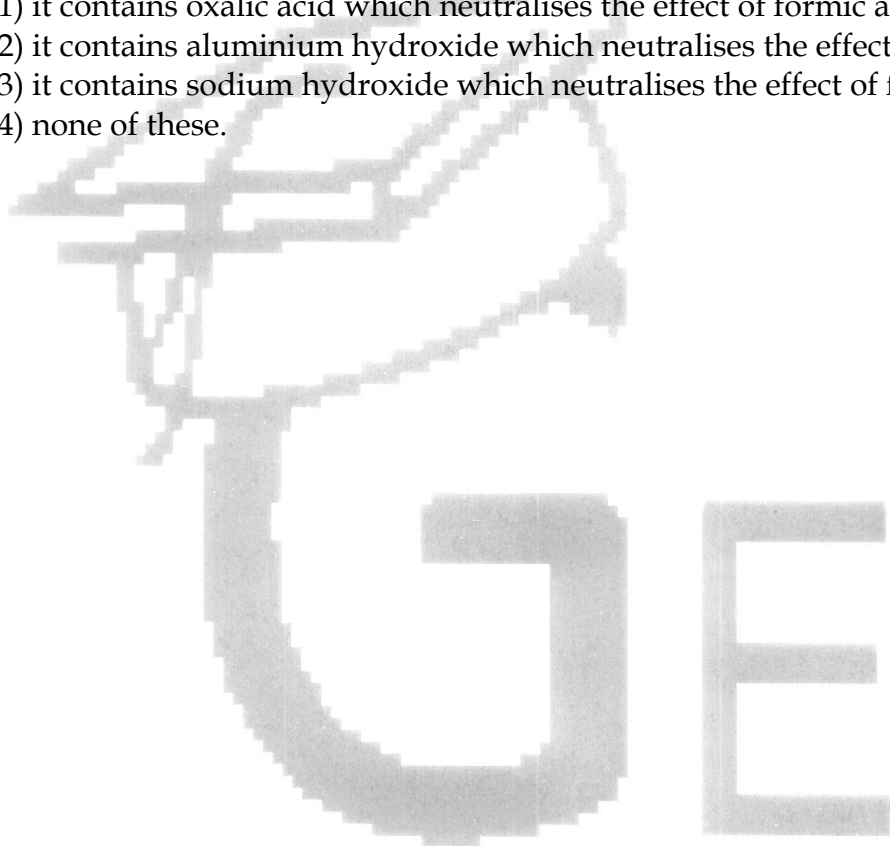 1) it contains oxalic acid which neutralises the effect of formic a
2) it contains aluminium hydroxide which neutralises the effect
3) it contains sodium hydroxide which neutralises the effect of f
4) none of these.
GE